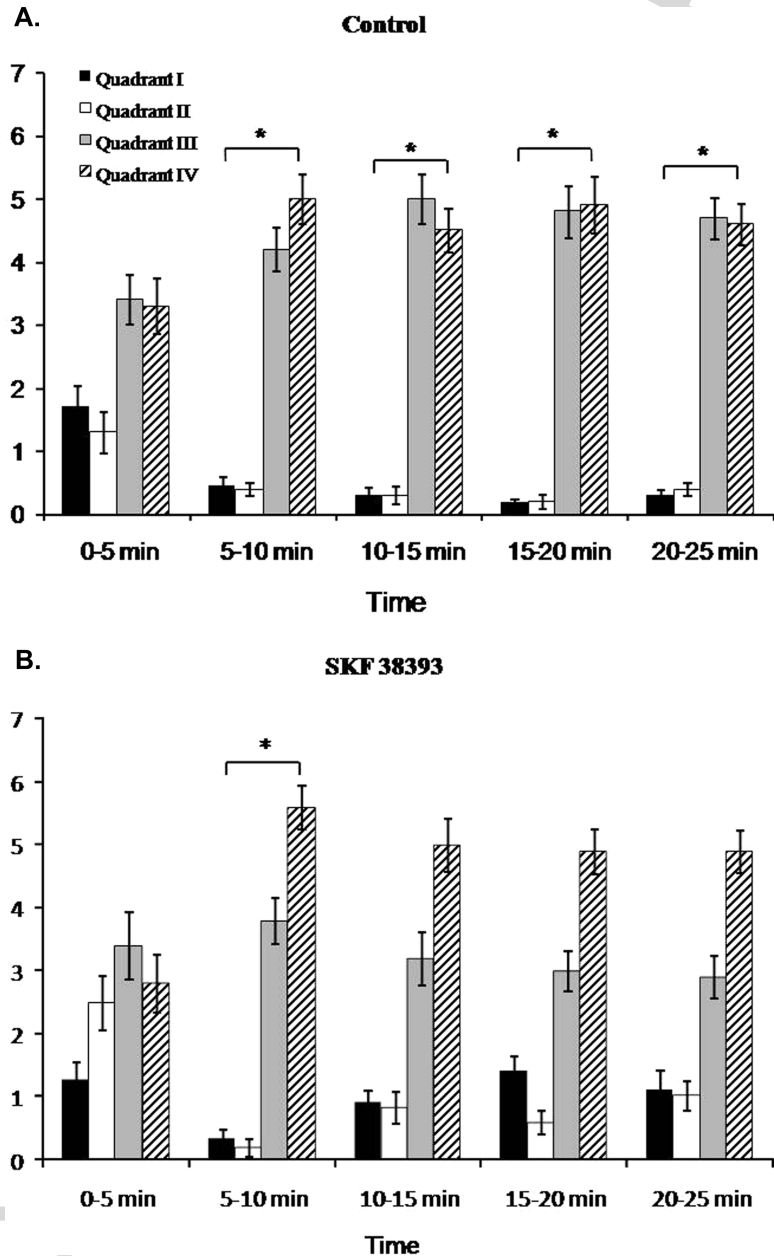 A.
Control
7
6
5
4
3
2
1
0
Quadrant I
Quadrant II
Quadrant III
Quadrant IV
*
*
*
*
0-5 min 5-10 min 10-15 min 15-20 min 20-25 min
Time
B.
SKF 38393
7
6
5
4
3
2
1
0
*
0-5 min 5-10 min 10-15 min 15-20 min 20-25 min
Time